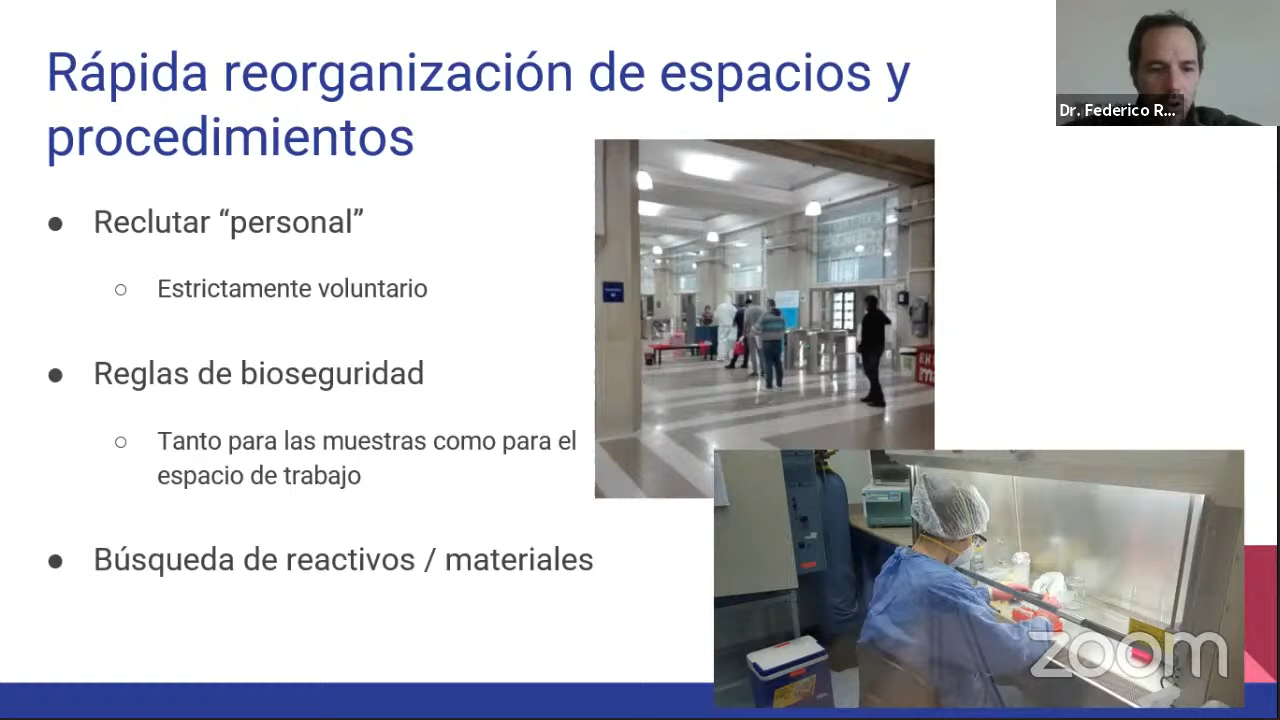 Rápida reorganización de espacios y
procedimientos
Dr. Federico R...
● Reclutar “personal”
○ Estrictamente voluntario
● Reglas de bioseguridad
○ Tanto para las muestras como para el
espacio de trabajo
● Búsqueda de reactivos / materiales
zoom